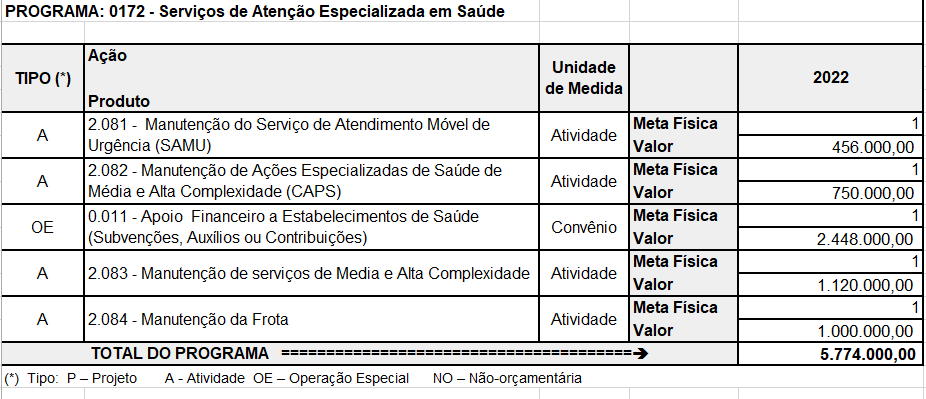 PROGRAMA: 0172 - Serviços de Atenção Especializada em Saúde
TIPO (*)
Ação
Produto
Unidade
de Medida
2022
A
2.081 - Manutenção do Serviço de Atendimento Móvel de
Urgência (SAMU)
Atividade
Meta Física
1
Valor
456.000,00
A
2.082 - Manutenção de Ações Especializadas de Saúde de
Média e Alta Complexidade (CAPS)
Atividade
Meta Física
1
Valor
750.000,00
OE
0.011 - Apoio Financeiro a Estabelecimentos de Saúde
(Subvenções, Auxílios ou Contribuições)
Convênio
Meta Física
1
Valor
2.448.000,00
A
2.083 - Manutenção de serviços de Media e Alta Complexidade
Atividade
Meta Física
1
Valor
1.120.000,00
A
2.084 - Manutenção da Frota
Atividade
Meta Física
1
Valor
1.000.000,00
TOTAL DO PROGRAMA =======================================➔ 5.774.000,00
(*) Tipo: P – Projeto A - Atividade OE – Operação Especial NO – Não-orçamentária